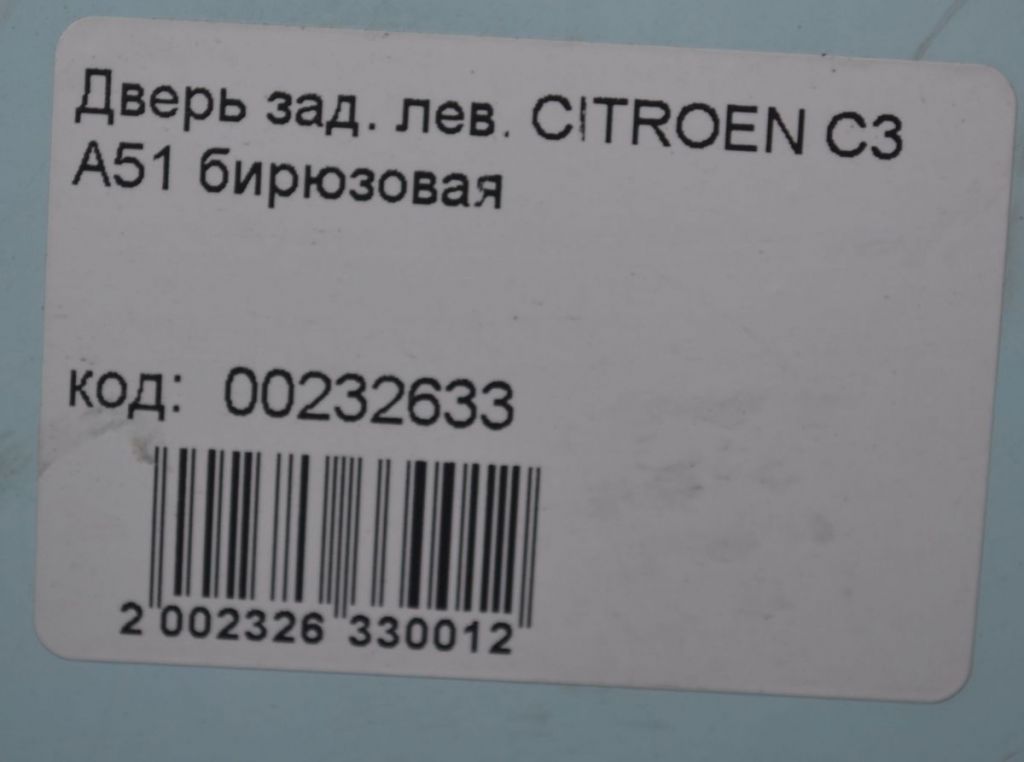 Дверь зад. лев. CITROEN C3
A51 бирюзовая
код: 00232633
2 002326 330012